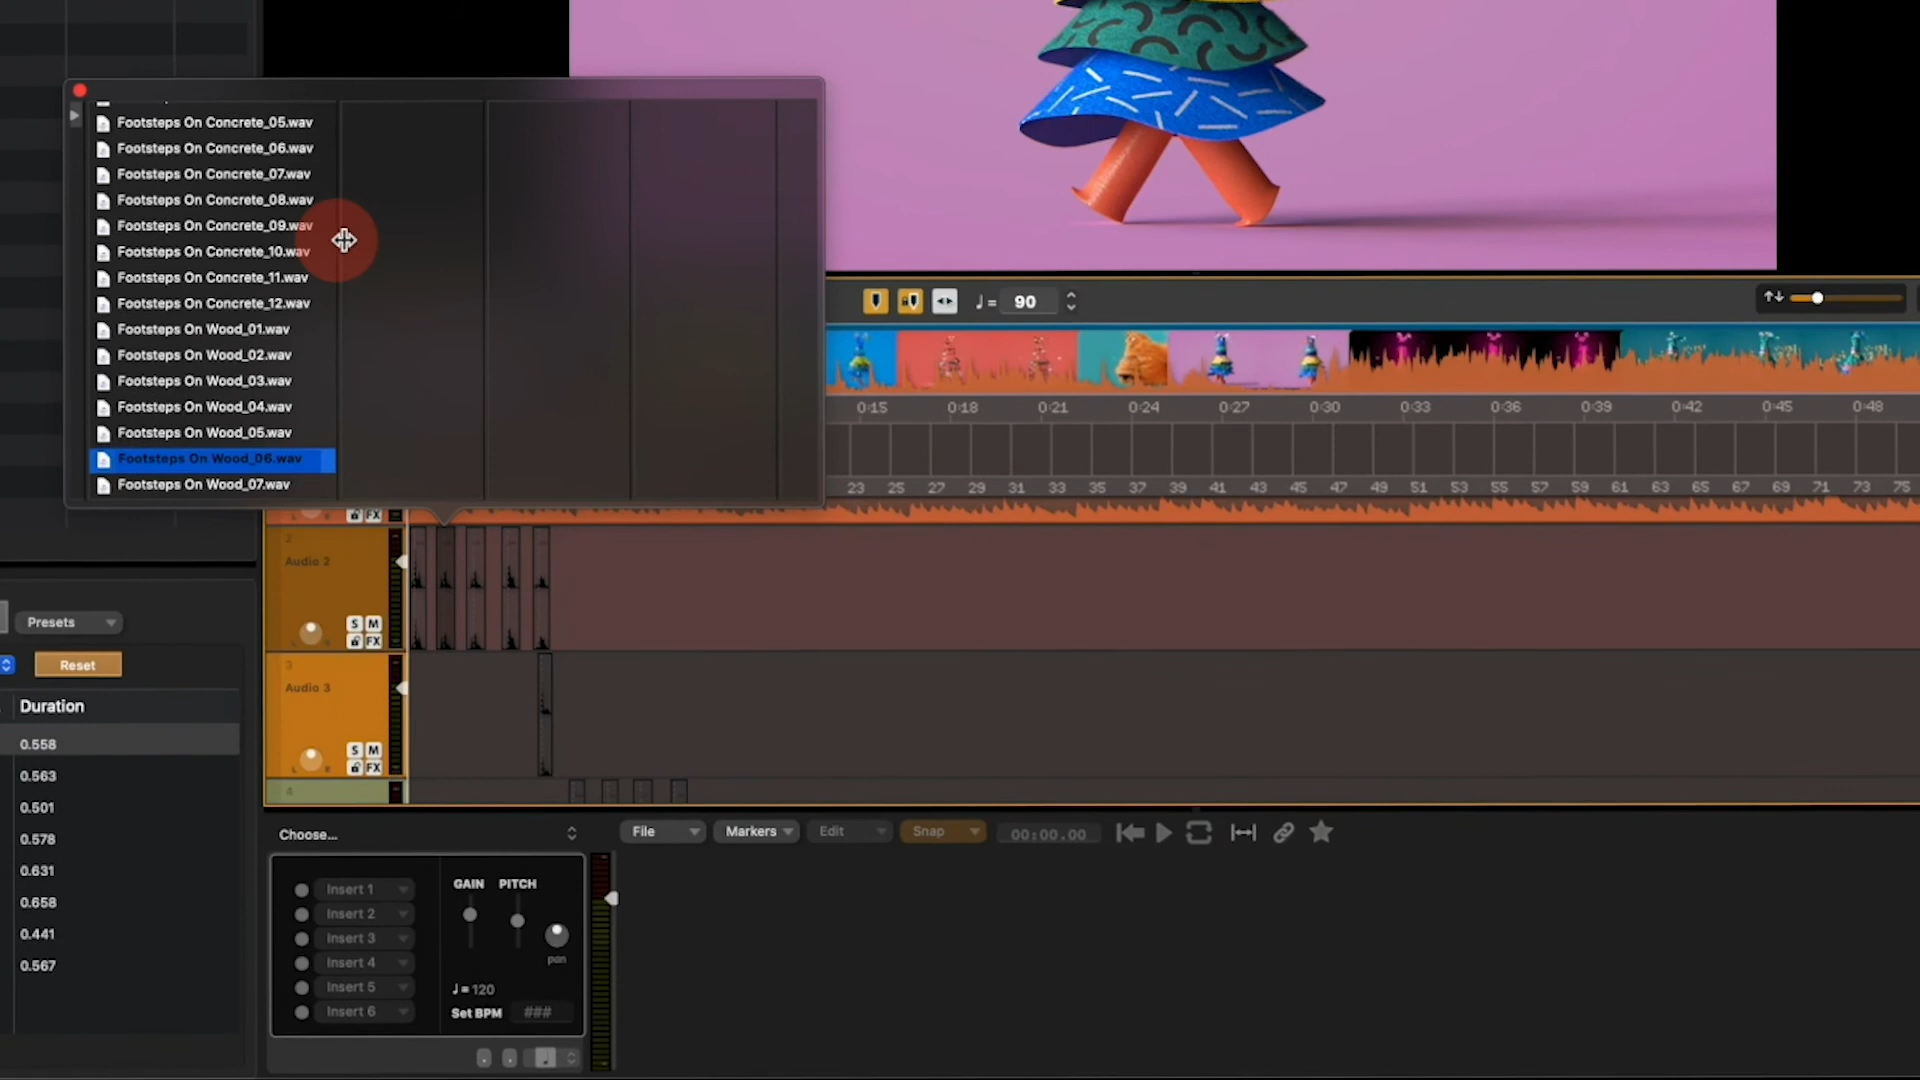 Footsteps On Concrete_05.wav
Footsteps On Concrete_06.wav
Footsteps On Concrete_07.wav
Footsteps On Concrete_08.wav
Footsteps On Concrete_09.wav
Footsteps On Concrete_10.wav
Footsteps On Concrete_11.wav
Footsteps On Concrete_12.wav
Footsteps On Wood_01.wav
Footsteps On Wood_02.wav
Footsteps On Wood_03.wav
Footsteps On Wood_04.wav
Footsteps On Wood_05.wav
Footsteps On Wood_06.wav
Footsteps On Wood_07.wav
♩= 90
0:15 0:18 0:21 0:24 0:27 0:30 0:33 0:36 0:39 0:42 0:45 0:48
23 25 27 29 31 33 35 37 39 41 43 45 47 49 51 53 55 57 59 61 63 65 67 69 71 73 75
FX
2
Audio 2
S M
FX
3
Audio 3
S M
FX
4
Presets
Reset
Duration
0.558
0.563
0.501
0.578
0.631
0.658
0.441
0.567
Choose...
File Markers Edit Snap 00:00.00
GAIN PITCH
Insert 1
Insert 2
Insert 3
Insert 4
Insert 5
Insert 6
pan
♩= 120
Set BPM ###